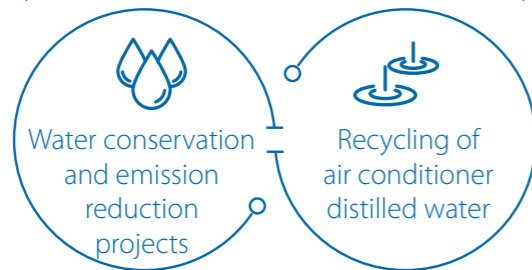 Water conservation
and emission
reduction
projects
Recycling of
air conditioner
distilled water